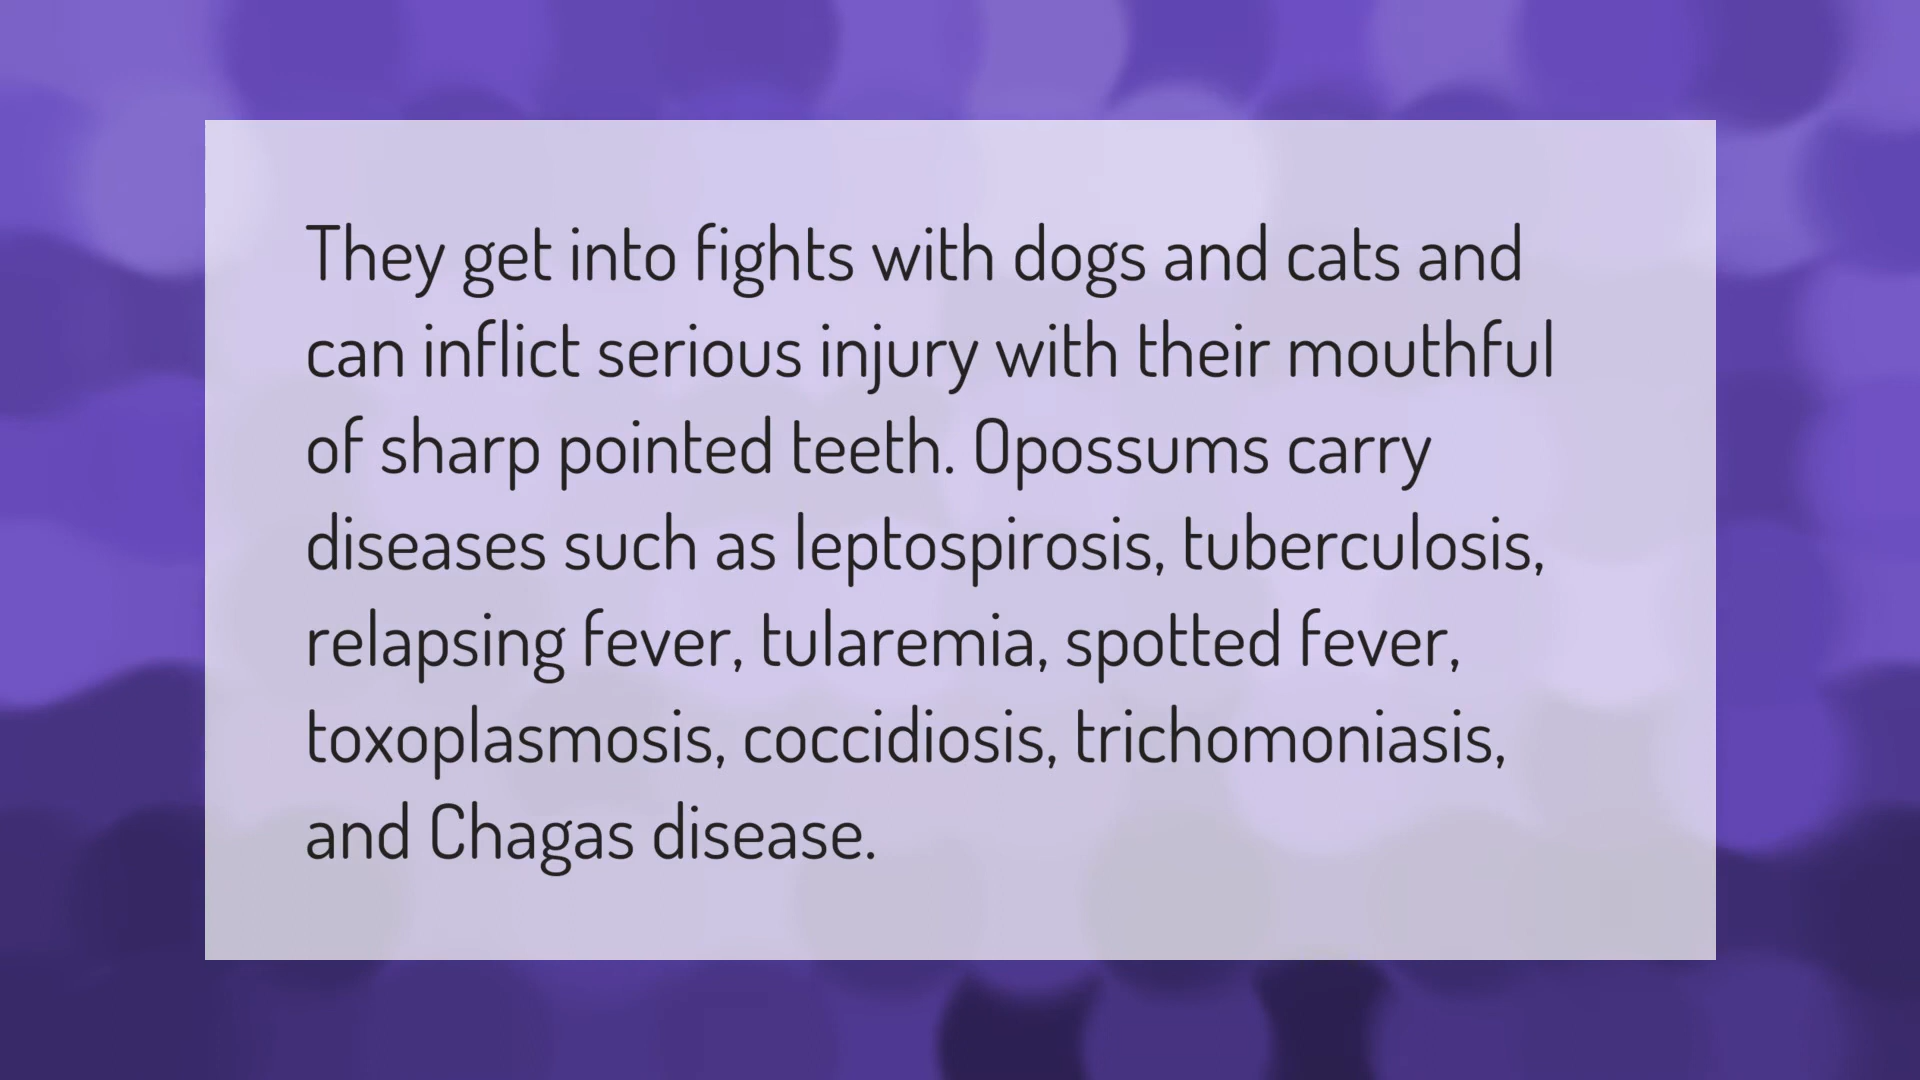 They get into fights with dogs and cats and
can inflict serious injury with their mouthful
of sharp pointed teeth. Opossums carry
diseases such as leptospirosis, tuberculosis,
relapsing fever, tularemia, spotted fever,
toxoplasmosis, coccidiosis, trichomoniasis,
and Chagas disease.